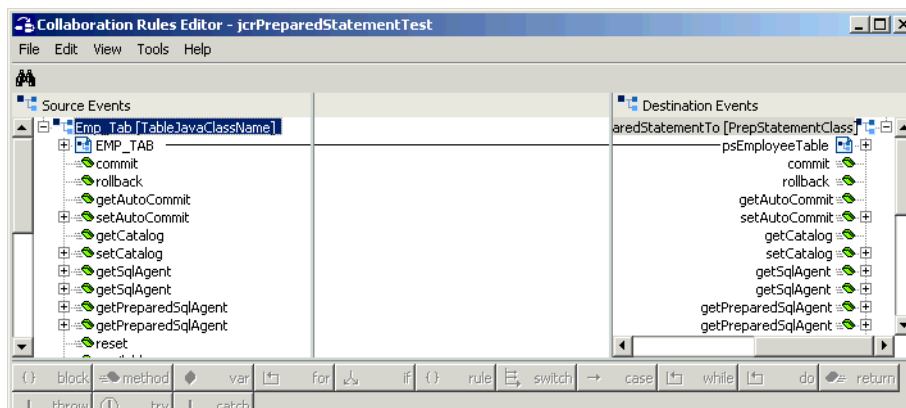 Collaboration Rules Editor - jcrPreparedStatementTest
File Edit View Tools Help
Source Events
Destination Events
Emp_Tab [TableJavaClassName]
aredStatementTo [PrepStatementClass]
EMP_TAB
psEmployeeTable
commit
commit
rollback
rollback
getAutoCommit
getAutoCommit
setAutoCommit
setAutoCommit
getCatalog
getCatalog
setCatalog
setCatalog
getSqlAgent
getSqlAgent
getSqlAgent
getSqlAgent
getPreparedSqlAgent
getPreparedSqlAgent
getPreparedSqlAgent
getPreparedSqlAgent
reset
{} block method var for if {} rule switch → case while do return
throw try catch